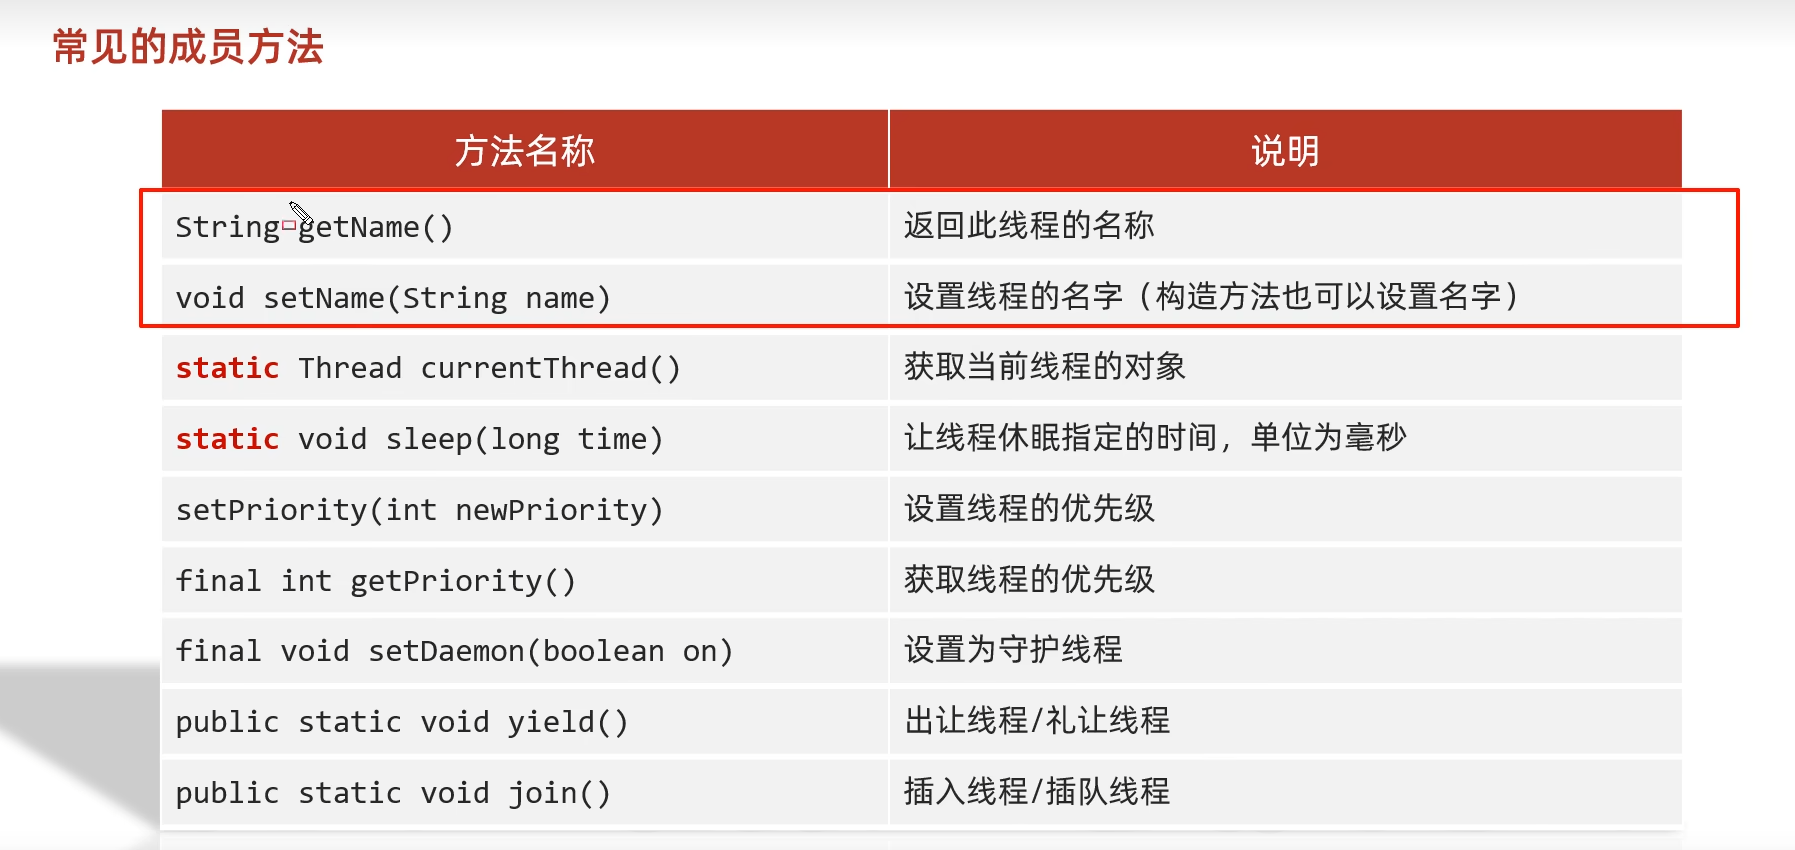 常见的成员方法
方法名称 说明
String getName() 返回此线程的名称
void setName(String name) 设置线程的名字（构造方法也可以设置名字）
static Thread currentThread() 获取当前线程的对象
static void sleep(long time) 让线程休眠指定的时间，单位为毫秒
setPriority(int newPriority) 设置线程的优先级
final int getPriority() 获取线程的优先级
final void setDaemon(boolean on) 设置为守护线程
public static void yield() 出让线程/礼让线程
public static void join() 插入线程/插队线程